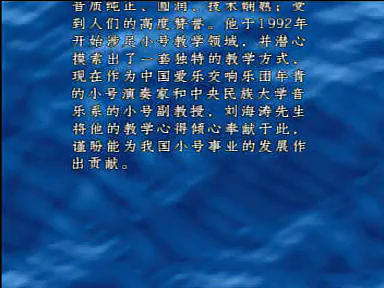 音质纯正、圆润、技术娴熟；受
到人们的高度赞誉。他于1992年
开始涉足小号教学领域，并潜心
摸索出了一套独特的教学方式，
现在作为中国爱乐交响乐团年青
的小号演奏家和中央民族大学音
乐系的小号副教授，刘海涛先生
将他的教学心得倾心奉献于此，
谨盼能为我国小号事业的发展作
出贡献。